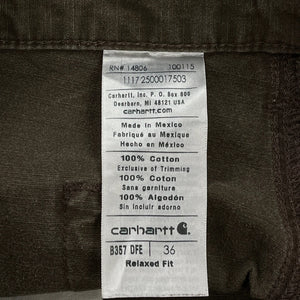 RN# 14806 100115
11172500017503
Carhartt, Inc. P.O. Box 600
Dearborn, MI 48121 USA
carhartt.com
Made in Mexico
Fabriqué au Mexique
Hecho en México
100% Cotton
Exclusive of Trimming
100% Coton
Sans garniture
100% Algodón
Sin incluir adorno
carhartt
B357 DFE 36
Relaxed Fit